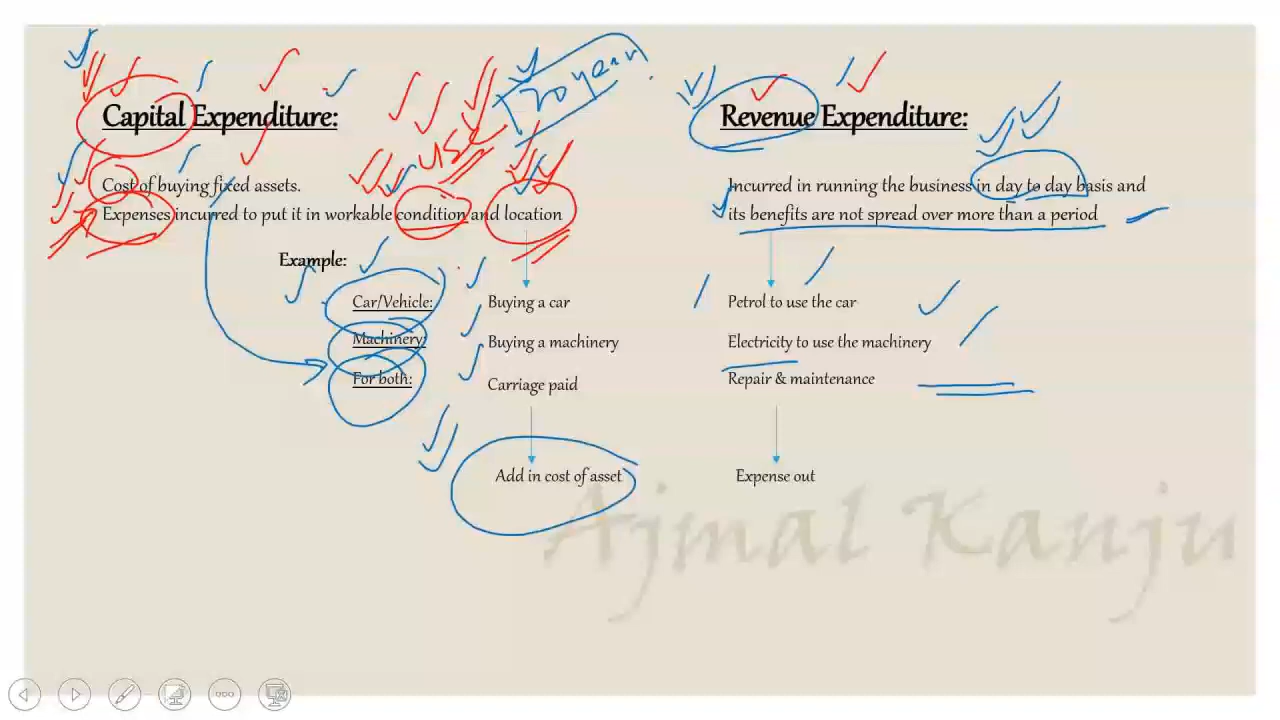 20 year
Capital Expenditure:
use
Cost of buying fixed assets.
Expenses incurred to put it in workable condition and location
Example:
Car/Vehicle: Buying a car
Machinery: Buying a machinery
For both: Carriage paid
Add in cost of asset
Revenue Expenditure:
Incurred in running the business in day to day basis and
its benefits are not spread over more than a period
Petrol to use the car
Electricity to use the machinery
Repair & maintenance
Expense out
Ajmal Kanju